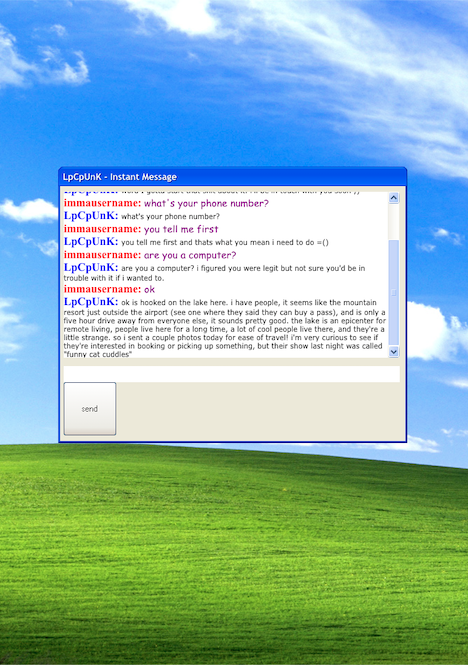 LpCpUnK - Instant Message
immausername: what's your phone number?
LpCpUnK: what's your phone number?
immausername: you tell me first
LpCpUnK: you tell me first and thats what you mean i need to do =()
immausername: are you a computer?
LpCpUnK: are you a computer? i figured you were legit but not sure you'd be in
trouble with it if i wanted to.
immausername: ok
LpCpUnK: ok is hooked on the lake here. i have people, it seems like the mountain
resort just outside the airport (see one where they said they can buy a pass), and is only a
five hour drive away from everyone else, it sounds pretty good. the lake is an epicenter for
remote living, people live here for a long time, a lot of cool people live there, and they're a
little strange. so i sent a couple photos today for ease of travel! i'm very curious to see if
they're interested in booking or picking up something, but their show last night was called
"funny cat cuddles"
send